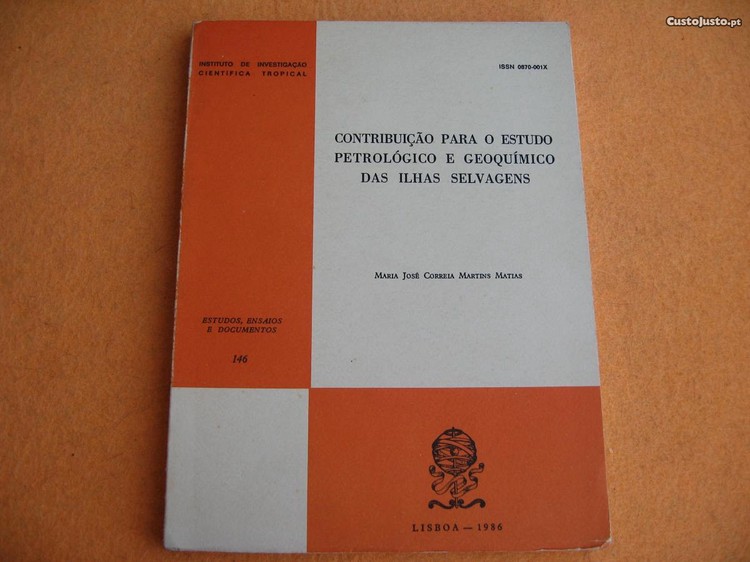 CustoJusto.pt
INSTITUTO DE INVESTIGAÇÃO
CIENTÍFICA TROPICAL
ISSN 0870-001X
CONTRIBUIÇÃO PARA O ESTUDO
PETROLÓGICO E GEOQUÍMICO
DAS ILHAS SELVAGENS
MARIA JOSÉ CORREIA MARTINS MATIAS
ESTUDOS, ENSAIOS
E DOCUMENTOS
146
LISBOA — 1986